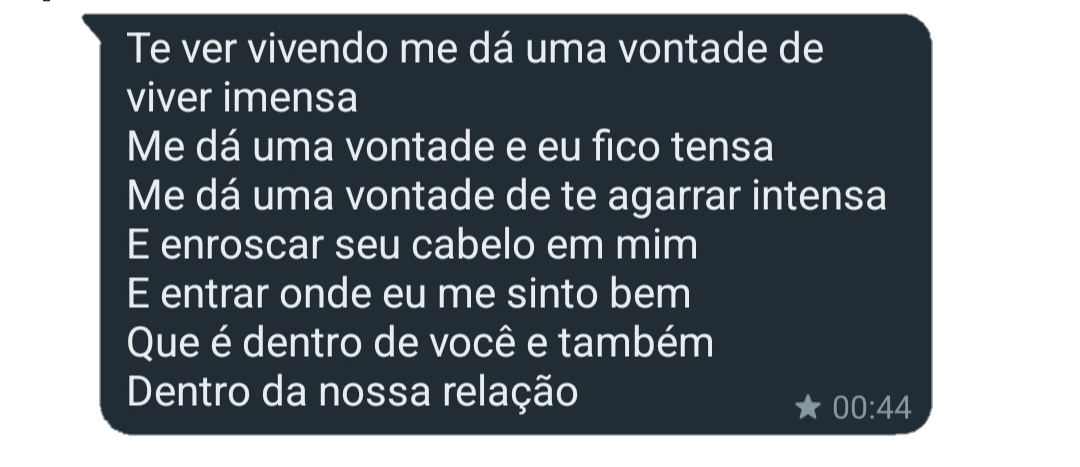 Te ver vivendo me dá uma vontade de
viver imensa
Me dá uma vontade e eu fico tensa
Me dá uma vontade de te agarrar intensa
E enroscar seu cabelo em mim
E entrar onde eu me sinto bem
Que é dentro de você e também
Dentro da nossa relação
★ 00:44